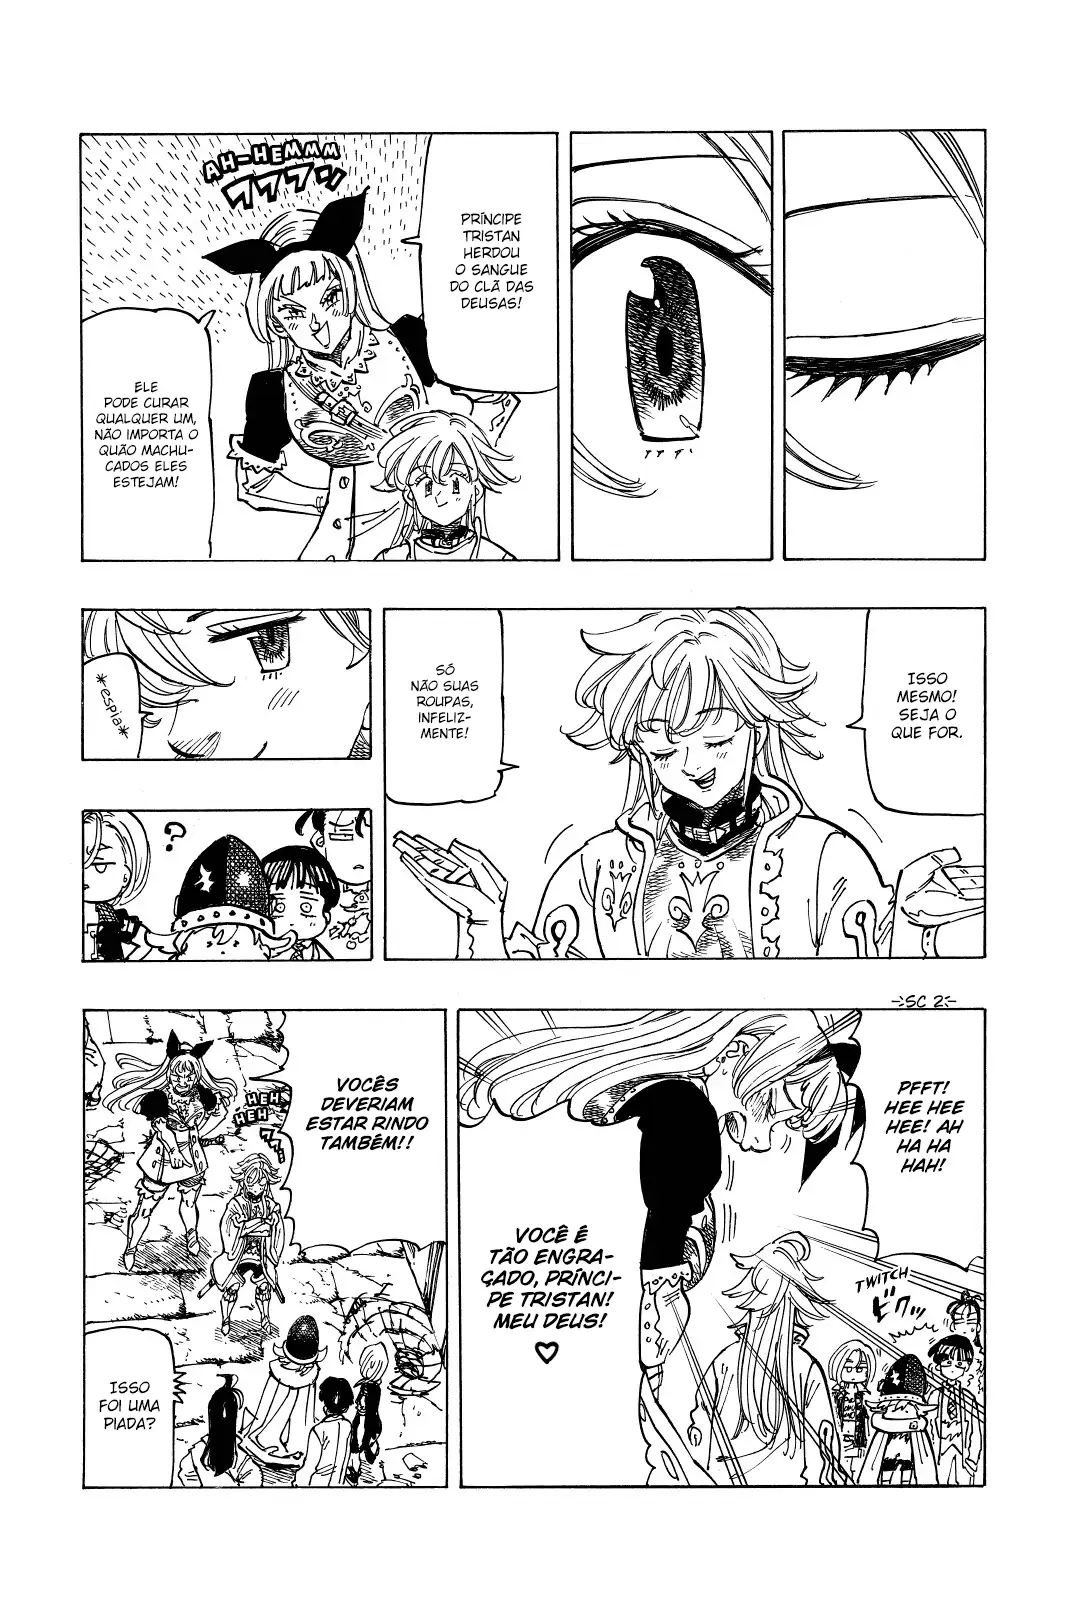 PRÍNCIPE
TRISTAN
HERDOU
O SANGUE
DO CLÃ DAS
DEUSAS!
AH-HEMMM
ELE
PODE CURAR
QUALQUER UM,
NÃO IMPORTA O
QUÃO MACHU-
CADOS ELES
ESTEJAM!
ISSO
MESMO!
SEJA O
QUE FOR.
SÓ
NÃO SUAS
ROUPAS,
INFELIZ-
MENTE!
*espia*
?
SC 2
PFFT!
HEE HEE
HEE! AH
HA HA
HAH!
VOCÊ É
TÃO ENGRA-
ÇADO, PRÍNCI-
PE TRISTAN!
MEU DEUS!
♡
TWITCH
VOCÊS
DEVERIAM
ESTAR RINDO
TAMBÉM!!
HEH
HEH
ISSO
FOI UMA
PIADA?